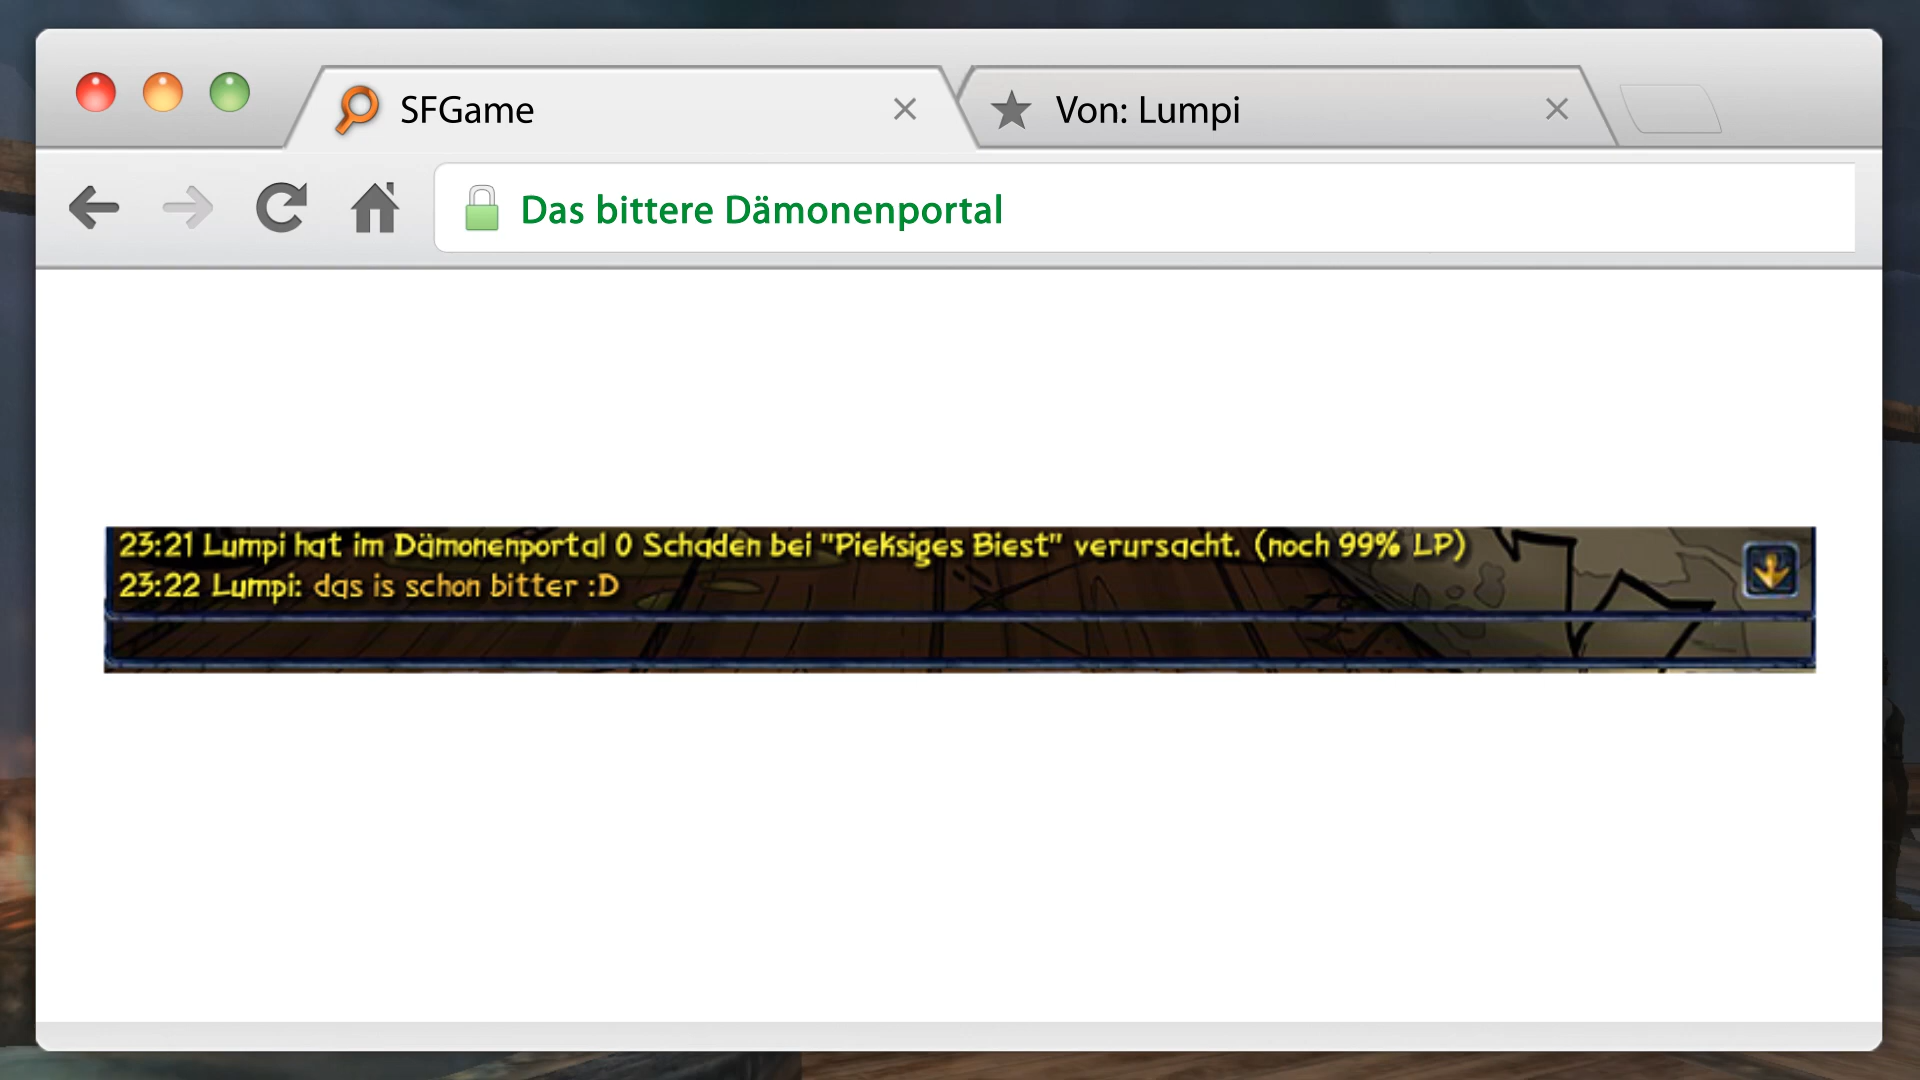 SFGame
Von: Lumpi
Das bittere Dämonenportal
23:21 Lumpi hat im Dämonenportal 0 Schaden bei "Pieksiges Biest" verursacht. (noch 99% LP)
23:22 Lumpi: das is schon bitter :D